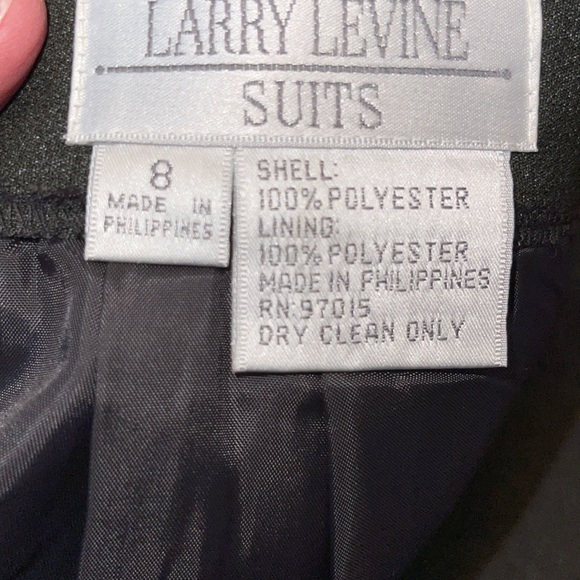 LARRY LEVINE
SUITS
8
MADE IN
PHILIPPINES
SHELL:
100% POLYESTER
LINING:
100% POLYESTER
MADE IN PHILIPPINES
RN:97015
DRY CLEAN ONLY